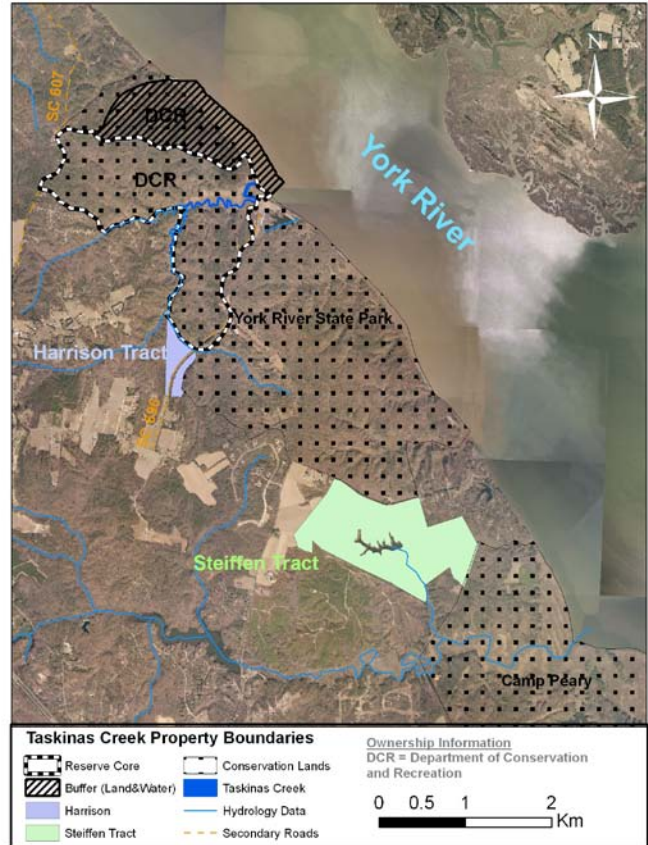 SC 607
DCR
N
York River
DCR
York River State Park
Harrison Tract
SC 696
Steiffen Tract
Camp Peary
Taskinas Creek Property Boundaries
Reserve Core
Conservation Lands
Buffer (Land&Water)
Taskinas Creek
Harrison
Hydrology Data
Steiffen Tract
Secondary Roads
Ownership Information
DCR = Department of Conservation
and Recreation
0 0.5 1 2
Km